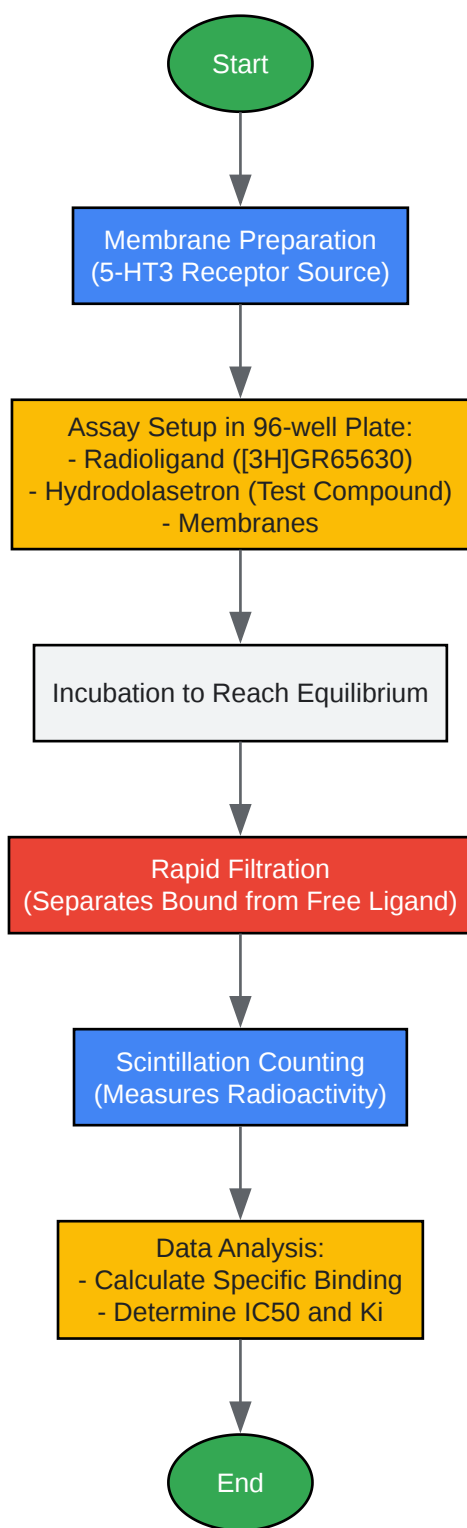 Start
Membrane Preparation
(5-HT3 Receptor Source)
Assay Setup in 96-well Plate:
- Radioligand ([3H]GR65630)
- Hydrodolasetron (Test Compound)
- Membranes
Incubation to Reach Equilibrium
Rapid Filtration
(Separates Bound from Free Ligand)
Scintillation Counting
(Measures Radioactivity)
Data Analysis:
- Calculate Specific Binding
- Determine IC50 and Ki
End